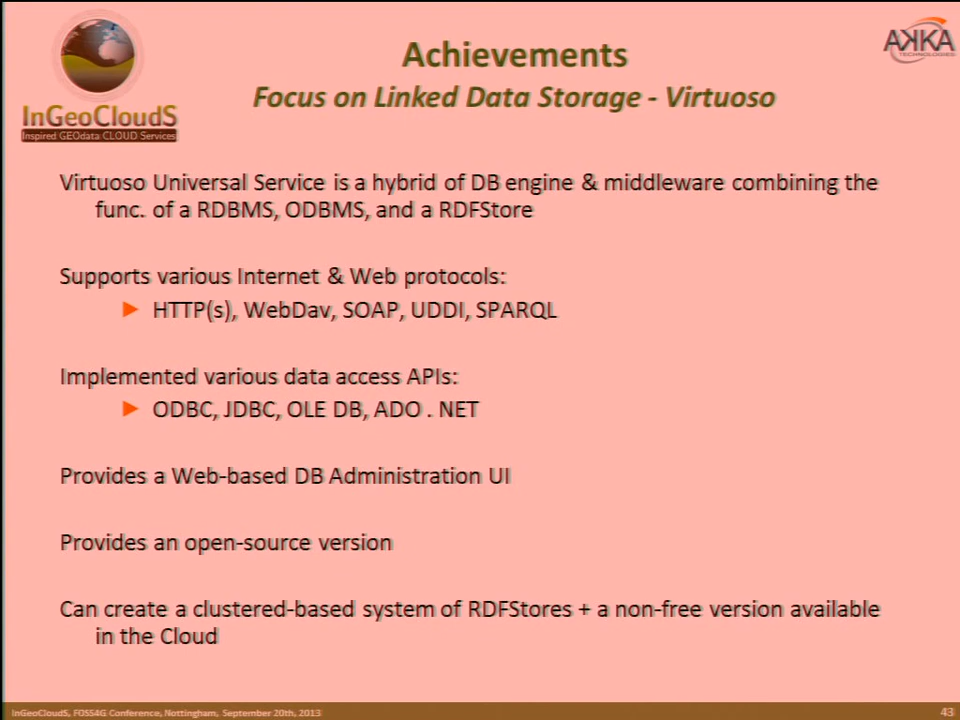 Achievements
Focus on Linked Data Storage - Virtuoso
InGeoCloudS
Inspired GEOdata CLOUD Services
AKKA
TECHNOLOGIES
Virtuoso Universal Service is a hybrid of DB engine & middleware combining the
func. of a RDBMS, ODBMS, and a RDFStore
Supports various Internet & Web protocols:
HTTP(s), WebDav, SOAP, UDDI, SPARQL
Implemented various data access APIs:
ODBC, JDBC, OLE DB, ADO . NET
Provides a Web-based DB Administration UI
Provides an open-source version
Can create a clustered-based system of RDFStores + a non-free version available
in the Cloud
InGeoCloudS, FOSS4G Conference, Nottingham, September 20th, 2013
43